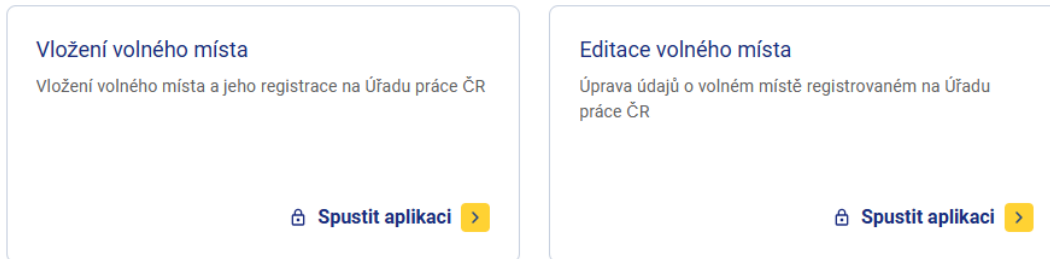 Vložení volného místa
Vložení volného místa a jeho registrace na Úřadu práce ČR
Spustit aplikaci
Editace volného místa
Úprava údajů o volném místě registrovaném na Úřadu
práce ČR
Spustit aplikaci